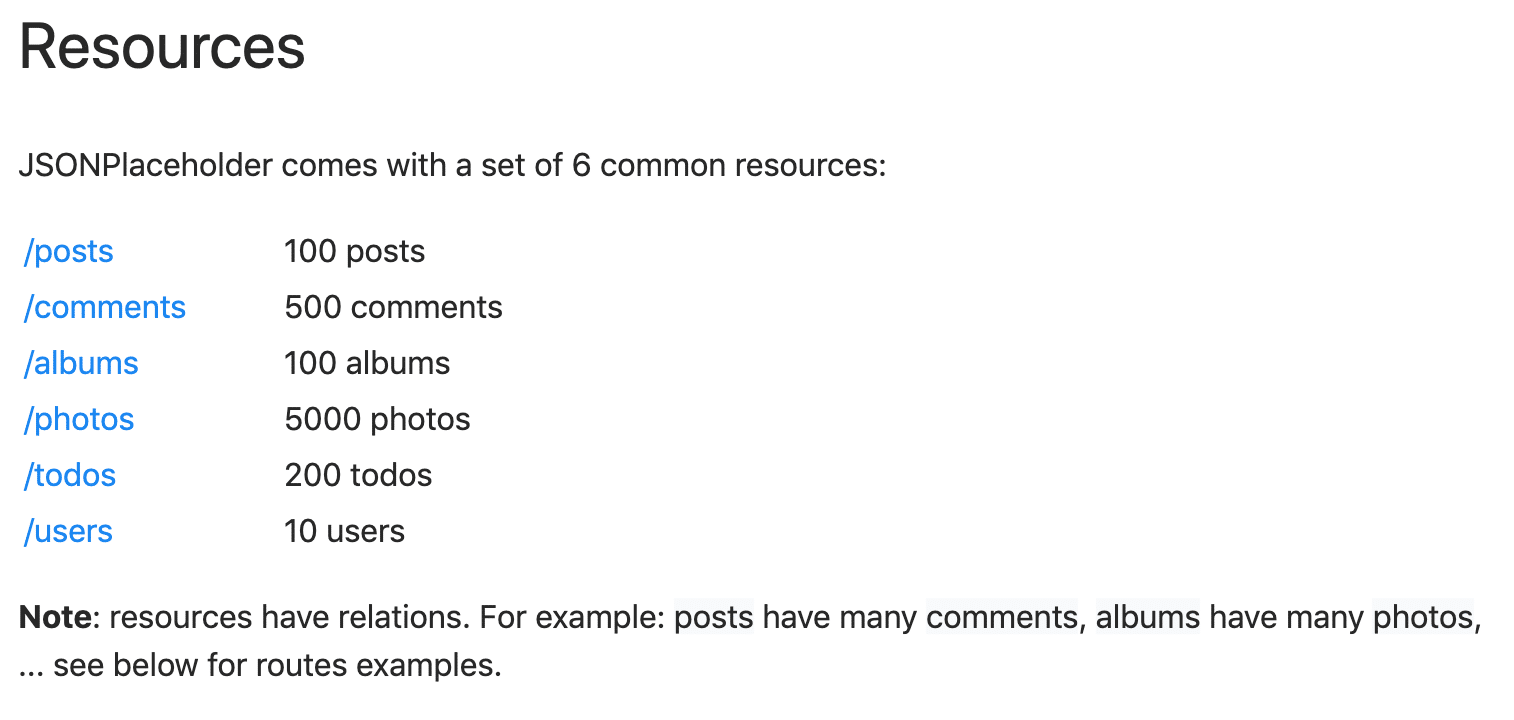 Resources
JSONPlaceholder comes with a set of 6 common resources:
/posts 100 posts
/comments 500 comments
/albums 100 albums
/photos 5000 photos
/todos 200 todos
/users 10 users
Note: resources have relations. For example: posts have many comments, albums have many photos,
... see below for routes examples.